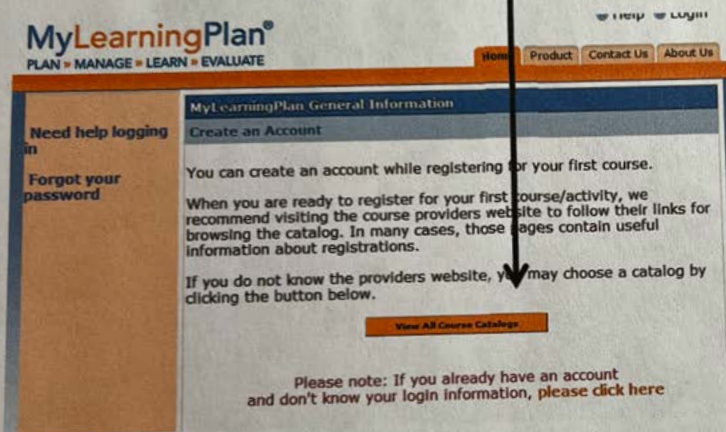 Help Login
MyLearningPlan®
PLAN » MANAGE » LEARN » EVALUATE
Home Product Contact Us About Us
MyLearningPlan General Information
Need help logging
in
Create an Account
Forgot your
password
You can create an account while registering for your first course.
When you are ready to register for your first course/activity, we
recommend visiting the course providers website to follow their links for
browsing the catalog. In many cases, those pages contain useful
information about registrations.
If you do not know the providers website, you may choose a catalog by
clicking the button below.
View All Course Catalogs
Please note: If you already have an account
and don't know your login information, please click here